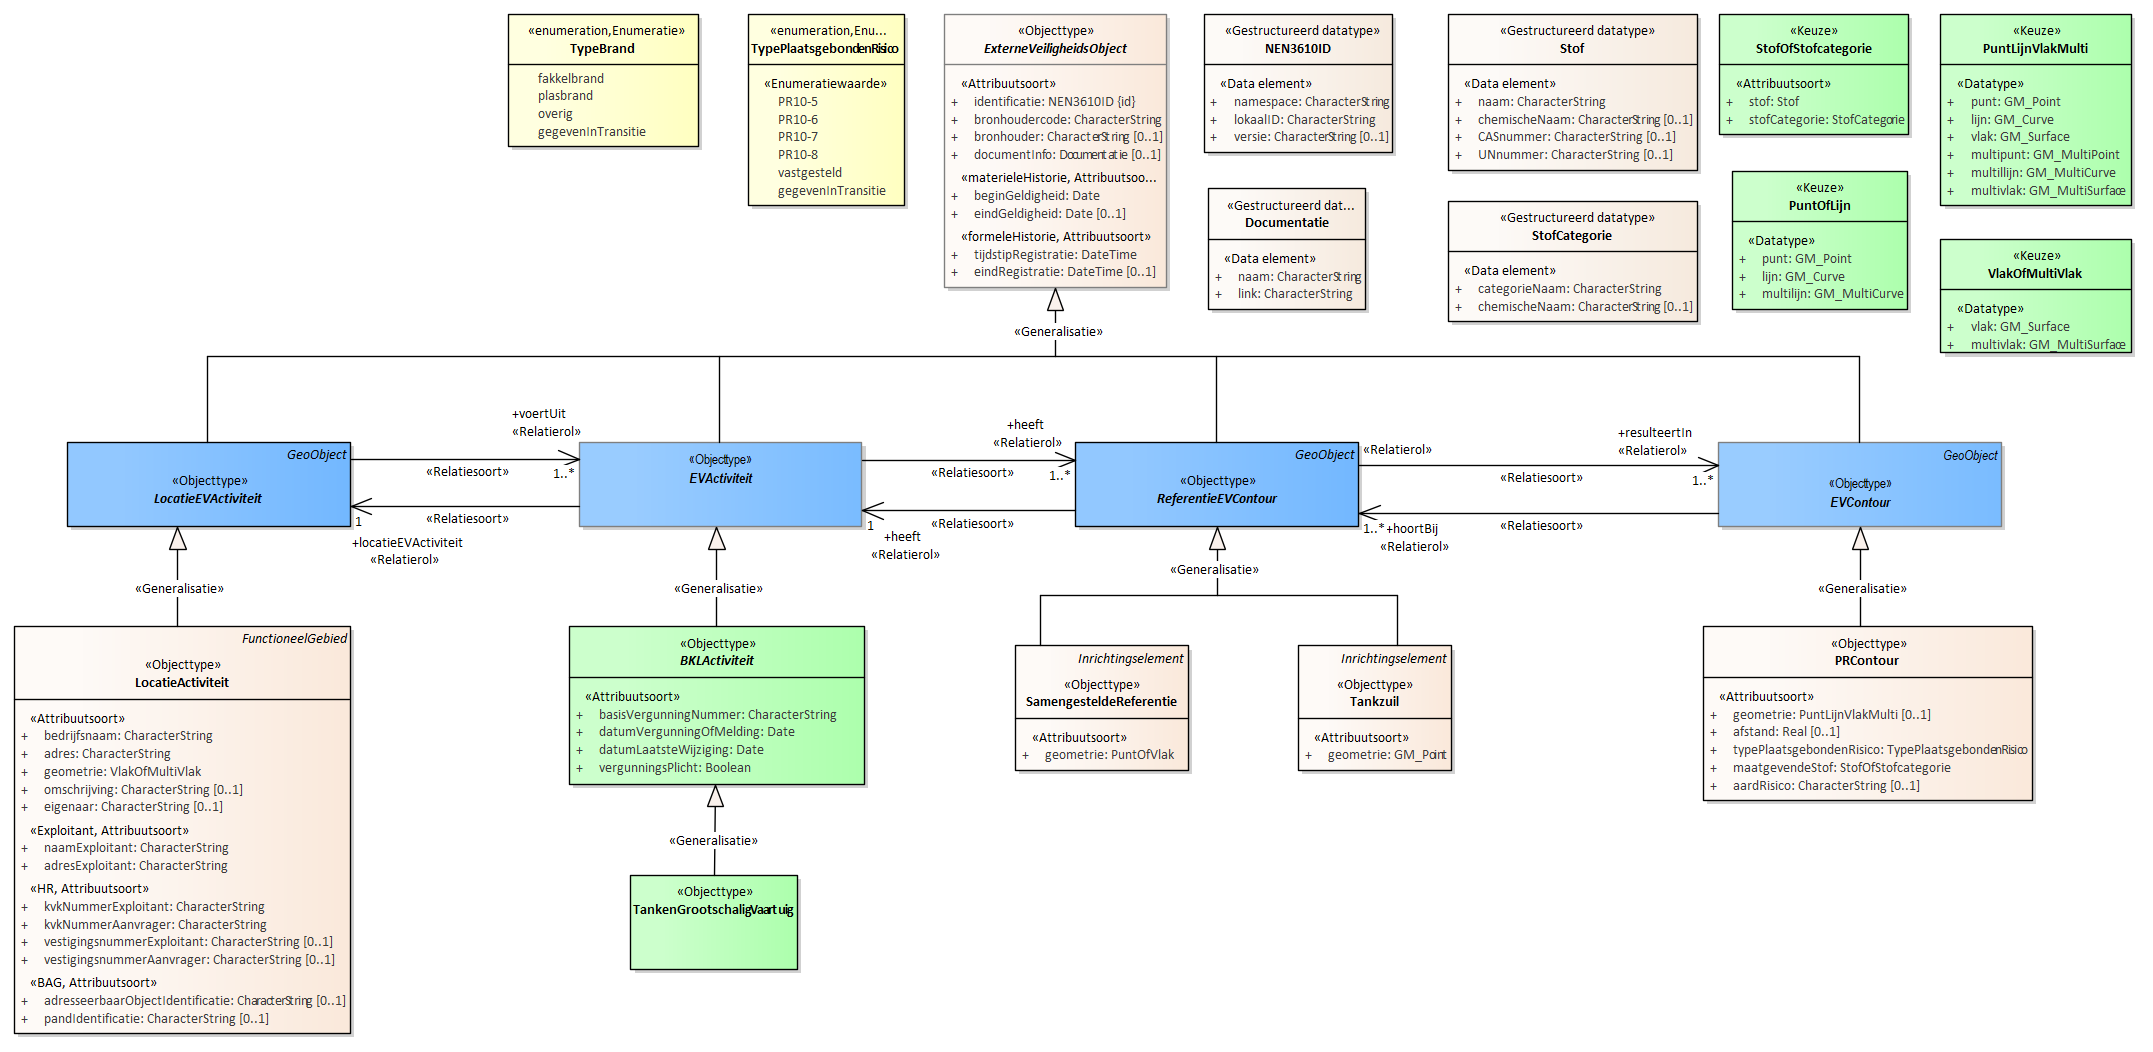 «enumeration,Enumeratie»
TypeBrand
fakkelbrand
plasbrand
overig
gegevenInTransitie
«enumeration,Enu...
TypePlaatsgebondenRisico
«Enumeratiewaarde»
PR10-5
PR10-6
PR10-7
PR10-8
vastgesteld
gegevenInTransitie
«Objecttype»
ExterneVeiligheidsObject
«Attribuutsoort»
+ identificatie: NEN3610ID {id}
+ bronhoudercode: CharacterString
+ bronhouder: CharacterString [0..1]
+ documentInfo: Documentatie [0..1]
«materieleHistorie, Attribuutsoo...
+ beginGeldigheid: Date
+ eindGeldigheid: Date [0..1]
«formeleHistorie, Attribuutsoort»
+ tijdstipRegistratie: DateTime
+ eindRegistratie: DateTime [0..1]
«Gestructureerd datatype»
NEN3610ID
«Data element»
+ namespace: CharacterString
+ lokaalID: CharacterString
+ versie: CharacterString [0..1]
«Gestructureerd dat...
Documentatie
«Data element»
+ naam: CharacterString
+ link: CharacterString
«Gestructureerd datatype»
Stof
«Data element»
+ naam: CharacterString
+ chemischeNaam: CharacterString [0..1]
+ CASnummer: CharacterString [0..1]
+ UNnummer: CharacterString [0..1]
«Gestructureerd datatype»
StofCategorie
«Data element»
+ categorieNaam: CharacterString
+ chemischeNaam: CharacterString [0..1]
«Keuze»
StofOfStofcategorie
«Attribuutsoort»
+ stof: Stof
+ stofCategorie: StofCategorie
«Keuze»
PuntOfLijn
«Datatype»
+ punt: GM_Point
+ lijn: GM_Curve
+ multilijn: GM_MultiCurve
«Keuze»
PuntLijnVlakMulti
«Datatype»
+ punt: GM_Point
+ lijn: GM_Curve
+ vlak: GM_Surface
+ multipunt: GM_MultiPoint
+ multillijn: GM_MultiCurve
+ multivlak: GM_MultiSurface
«Keuze»
VlakOfMultiVlak
«Datatype»
+ vlak: GM_Surface
+ multivlak: GM_MultiSurface
«Generalisatie»
GeoObject
«Objecttype»
LocatieEVActiviteit
+voertUit
«Relatierol»
«Relatiesoort»
1..*
«Relatiesoort»
1
+locatieEVActiviteit
«Relatierol»
«Objecttype»
EVActiviteit
+heeft
«Relatierol»
«Relatiesoort»
1..*
«Relatiesoort»
1
+heeft
«Relatierol»
GeoObject
«Objecttype»
ReferentieEVContour
«Relatierol»
+resulteertIn
«Relatierol»
«Relatiesoort»
1..*
«Relatiesoort»
1..*
+hoortBij
«Relatierol»
GeoObject
«Objecttype»
EVContour
«Generalisatie»
«Generalisatie»
«Generalisatie»
«Generalisatie»
FunctioneelGebied
«Objecttype»
LocatieActiviteit
«Attribuutsoort»
+ bedrijfsnaam: CharacterString
+ adres: CharacterString
+ geometrie: VlakOfMultiVlak
+ omschrijving: CharacterString [0..1]
+ eigenaar: CharacterString [0..1]
«Exploitant, Attribuutsoort»
+ naamExploitant: CharacterString
+ adresExploitant: CharacterString
«HR, Attribuutsoort»
+ kvkNummerExploitant: CharacterString
+ kvkNummerAanvrager: CharacterString
+ vestigingsnummerExploitant: CharacterString [0..1]
+ vestigingsnummerAanvrager: CharacterString [0..1]
«BAG, Attribuutsoort»
+ adresseerbaarObjectIdentificatie: CharacterString [0..1]
+ pandIdentificatie: CharacterString [0..1]
«Objecttype»
BKLActiviteit
«Attribuutsoort»
+ basisVergunningNummer: CharacterString
+ datumVergunningOfMelding: Date
+ datumLaatsteWijziging: Date
+ vergunningsPlicht: Boolean
«Generalisatie»
«Objecttype»
TankenGrootschaligVaartuig
Inrichtingselement
«Objecttype»
SamengesteldeReferentie
«Attribuutsoort»
+ geometrie: PuntOfVlak
Inrichtingselement
«Objecttype»
Tankzuil
«Attribuutsoort»
+ geometrie: GM_Point
«Objecttype»
PRContour
«Attribuutsoort»
+ geometrie: PuntLijnVlakMulti [0..1]
+ afstand: Real [0..1]
+ typePlaatsgebondenRisico: TypePlaatsgebondenRisico
+ maatgevendeStof: StofOfStofcategorie
+ aardRisico: CharacterString [0..1]